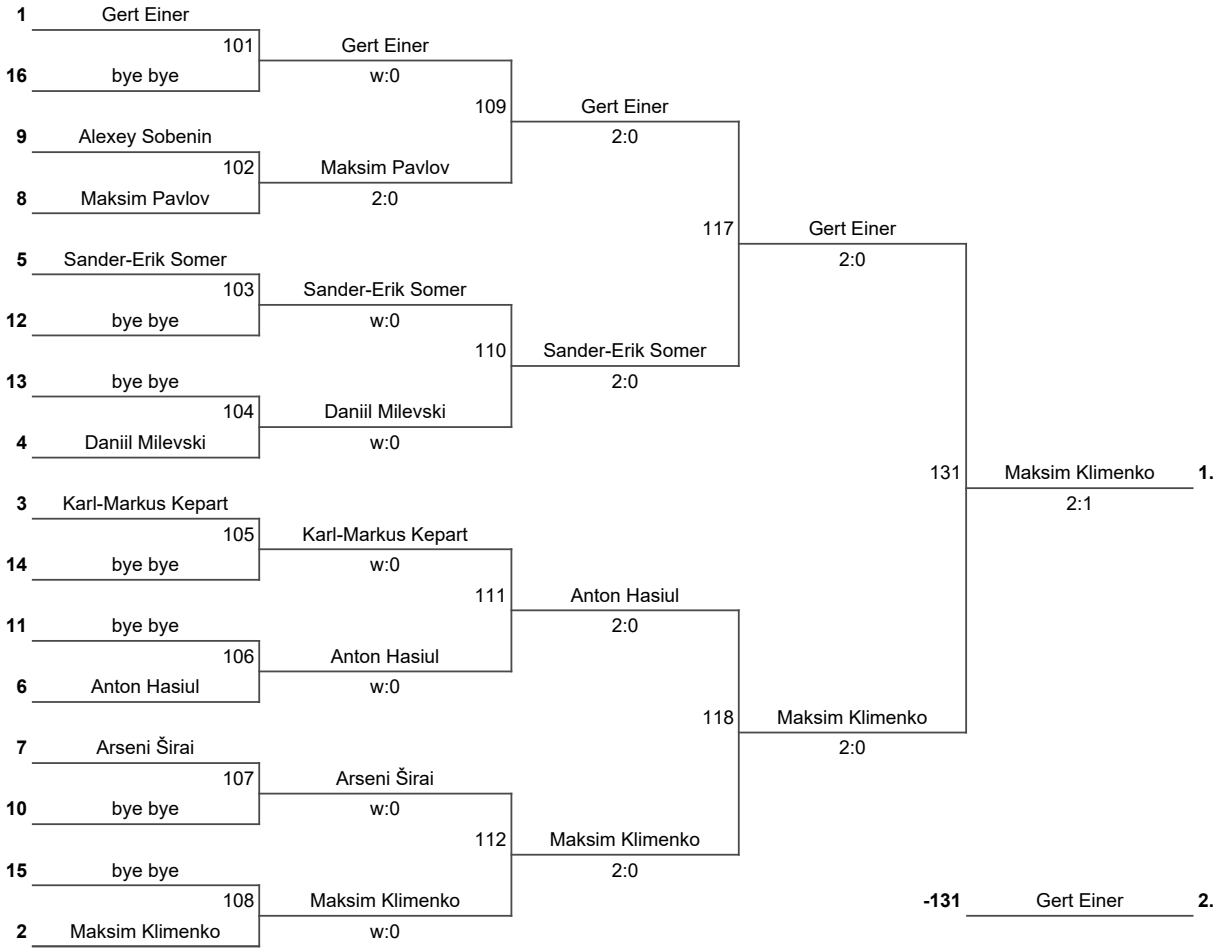 1 Gert Einer
101 Gert Einer
16 bye bye w:0
109 Gert Einer
9 Alexey Sobenin 2:0
102 Maksim Pavlov
8 Maksim Pavlov 2:0
117 Gert Einer
5 Sander-Erik Somer 2:0
103 Sander-Erik Somer
12 bye bye w:0
110 Sander-Erik Somer
13 bye bye 2:0
104 Daniil Milevski
4 Daniil Milevski w:0
131 Maksim Klimenko 1.
3 Karl-Markus Kepart 2:1
105 Karl-Markus Kepart
14 bye bye w:0
111 Anton Hasiul
11 bye bye 2:0
106 Anton Hasiul
6 Anton Hasiul w:0
118 Maksim Klimenko
7 Arseni Širai 2:0
107 Arseni Širai
10 bye bye w:0
112 Maksim Klimenko
15 bye bye 2:0
108 Maksim Klimenko -131 Gert Einer 2.
2 Maksim Klimenko w:0